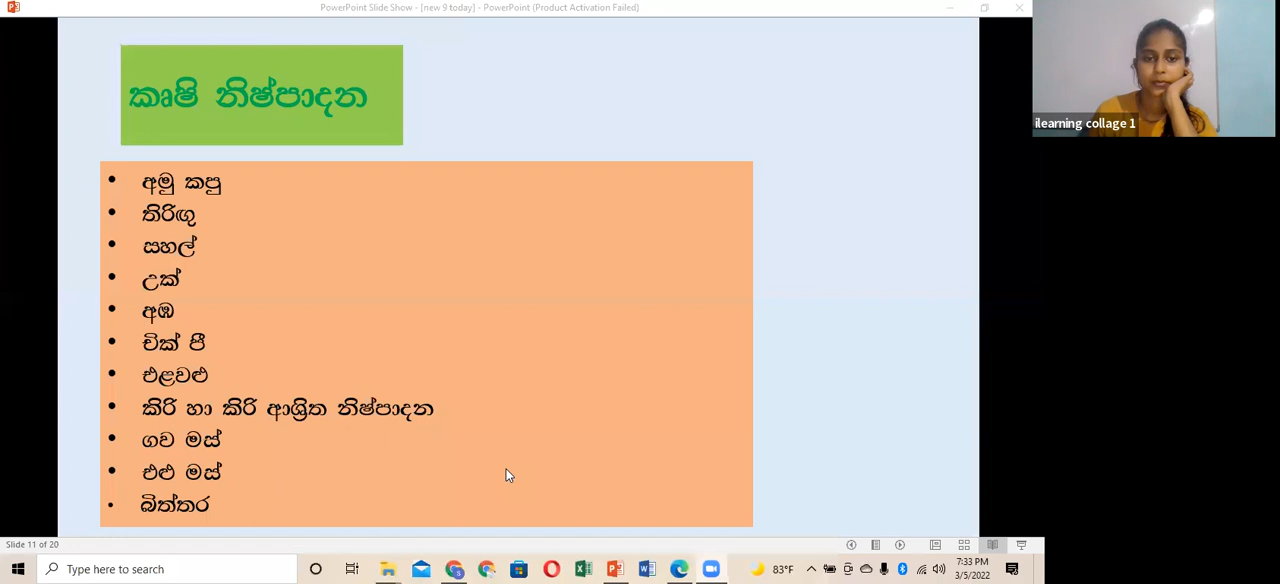 PowerPoint Slide Show - [new 9 today] - PowerPoint (Product Activation Failed)
ilearning collage 1
කෘෂි නිෂ්පාදන
• අමු කපු
• තිරිඟු
• සහල්
• උක්
• අඹ
• චික් පී
• එළවළු
• කිරි හා කිරි ආශ්‍රිත නිෂ්පාදන
• ගව මස්
• එළු මස්
• බිත්තර
Slide 11 of 20
Type here to search
83°F
7:33 PM
3/5/2022